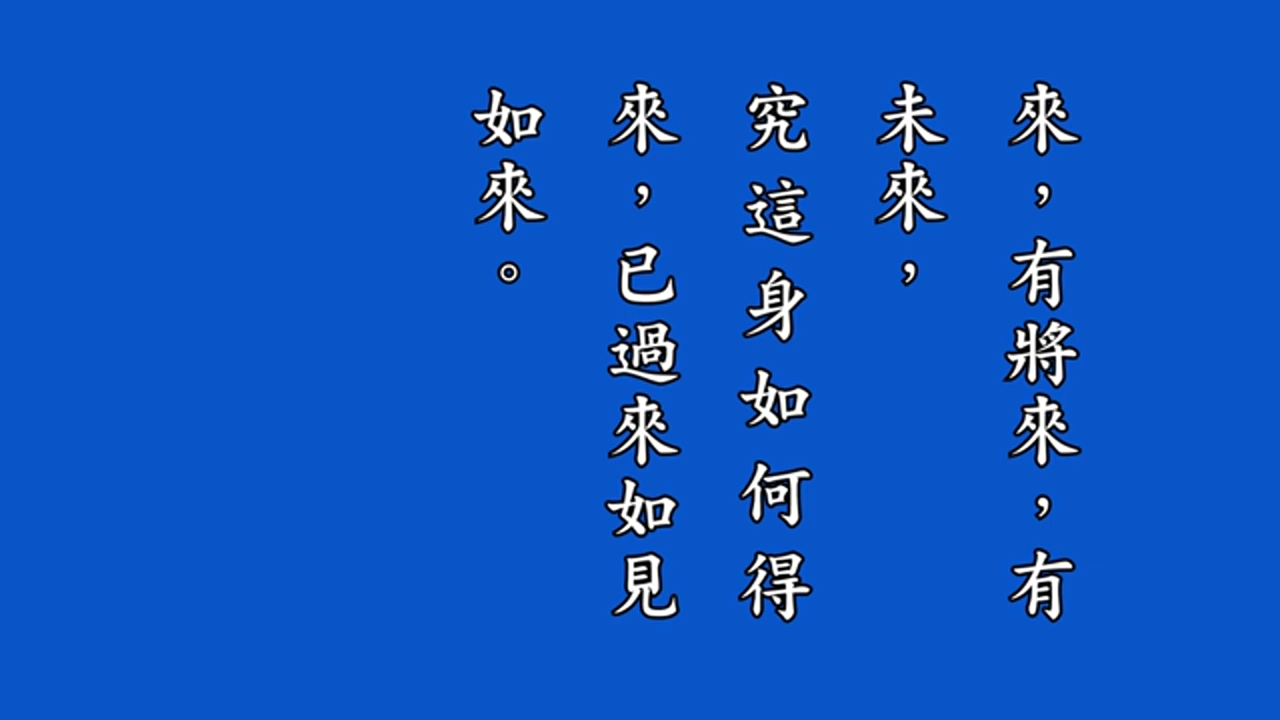 來，有將來，有
未來，
究這身如何得
來，已過來如見
如來。